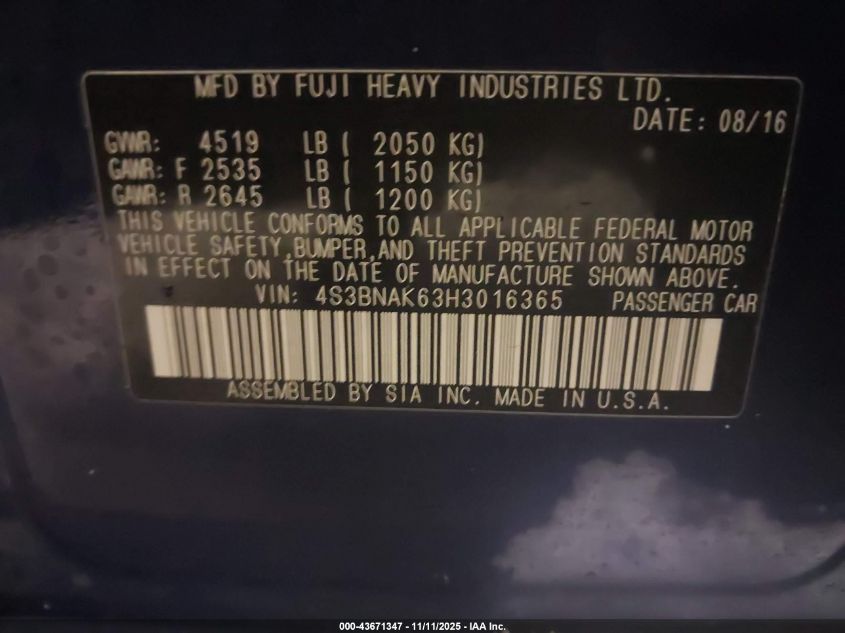 MFD BY FUJI HEAVY INDUSTRIES LTD.
DATE: 08/16
GVWR: 4519 LB ( 2050 KG)
GAWR: F 2535 LB ( 1150 KG)
GAWR: R 2645 LB ( 1200 KG)
THIS VEHICLE CONFORMS TO ALL APPLICABLE FEDERAL MOTOR
VEHICLE SAFETY,BUMPER,AND THEFT PREVENTION STANDARDS
IN EFFECT ON THE DATE OF MANUFACTURE SHOWN ABOVE.
VIN: 4S3BNAK63H3016365 PASSENGER CAR
ASSEMBLED BY SIA INC. MADE IN U.S.A.
000-43671347 - 11/11/2025 - IAA Inc.